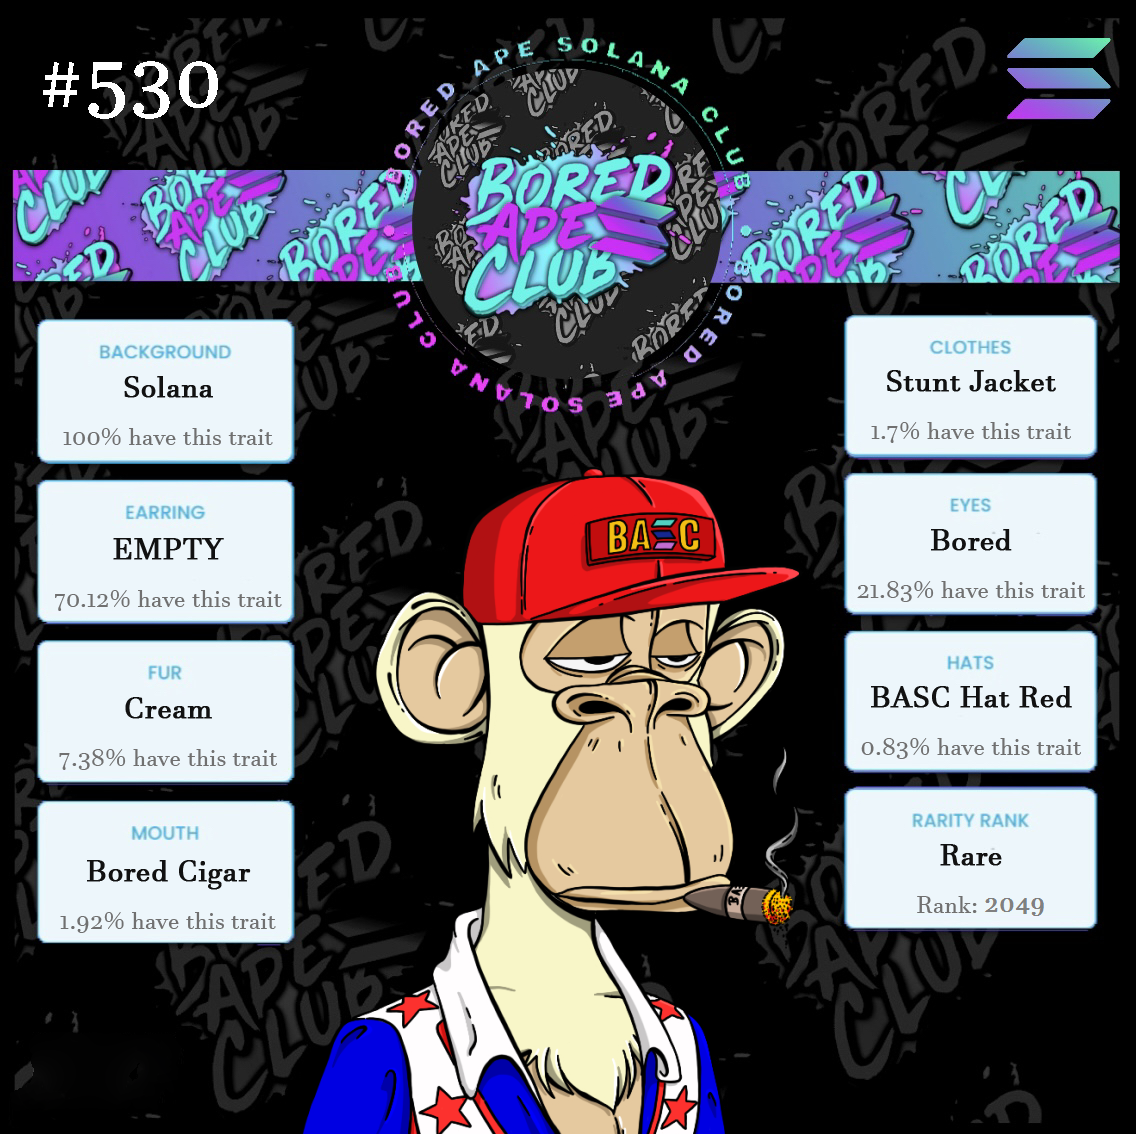 #530
BORED APE SOLANA CLUB
BORED APE SOLANA CLUB
BORED
APE
CLUB
BACKGROUND
Solana
100% have this trait
EARRING
EMPTY
70.12% have this trait
FUR
Cream
7.38% have this trait
MOUTH
Bored Cigar
1.92% have this trait
CLOTHES
Stunt Jacket
1.7% have this trait
EYES
Bored
21.83% have this trait
HATS
BASC Hat Red
0.83% have this trait
RARITY RANK
Rare
Rank: 2049
BASC